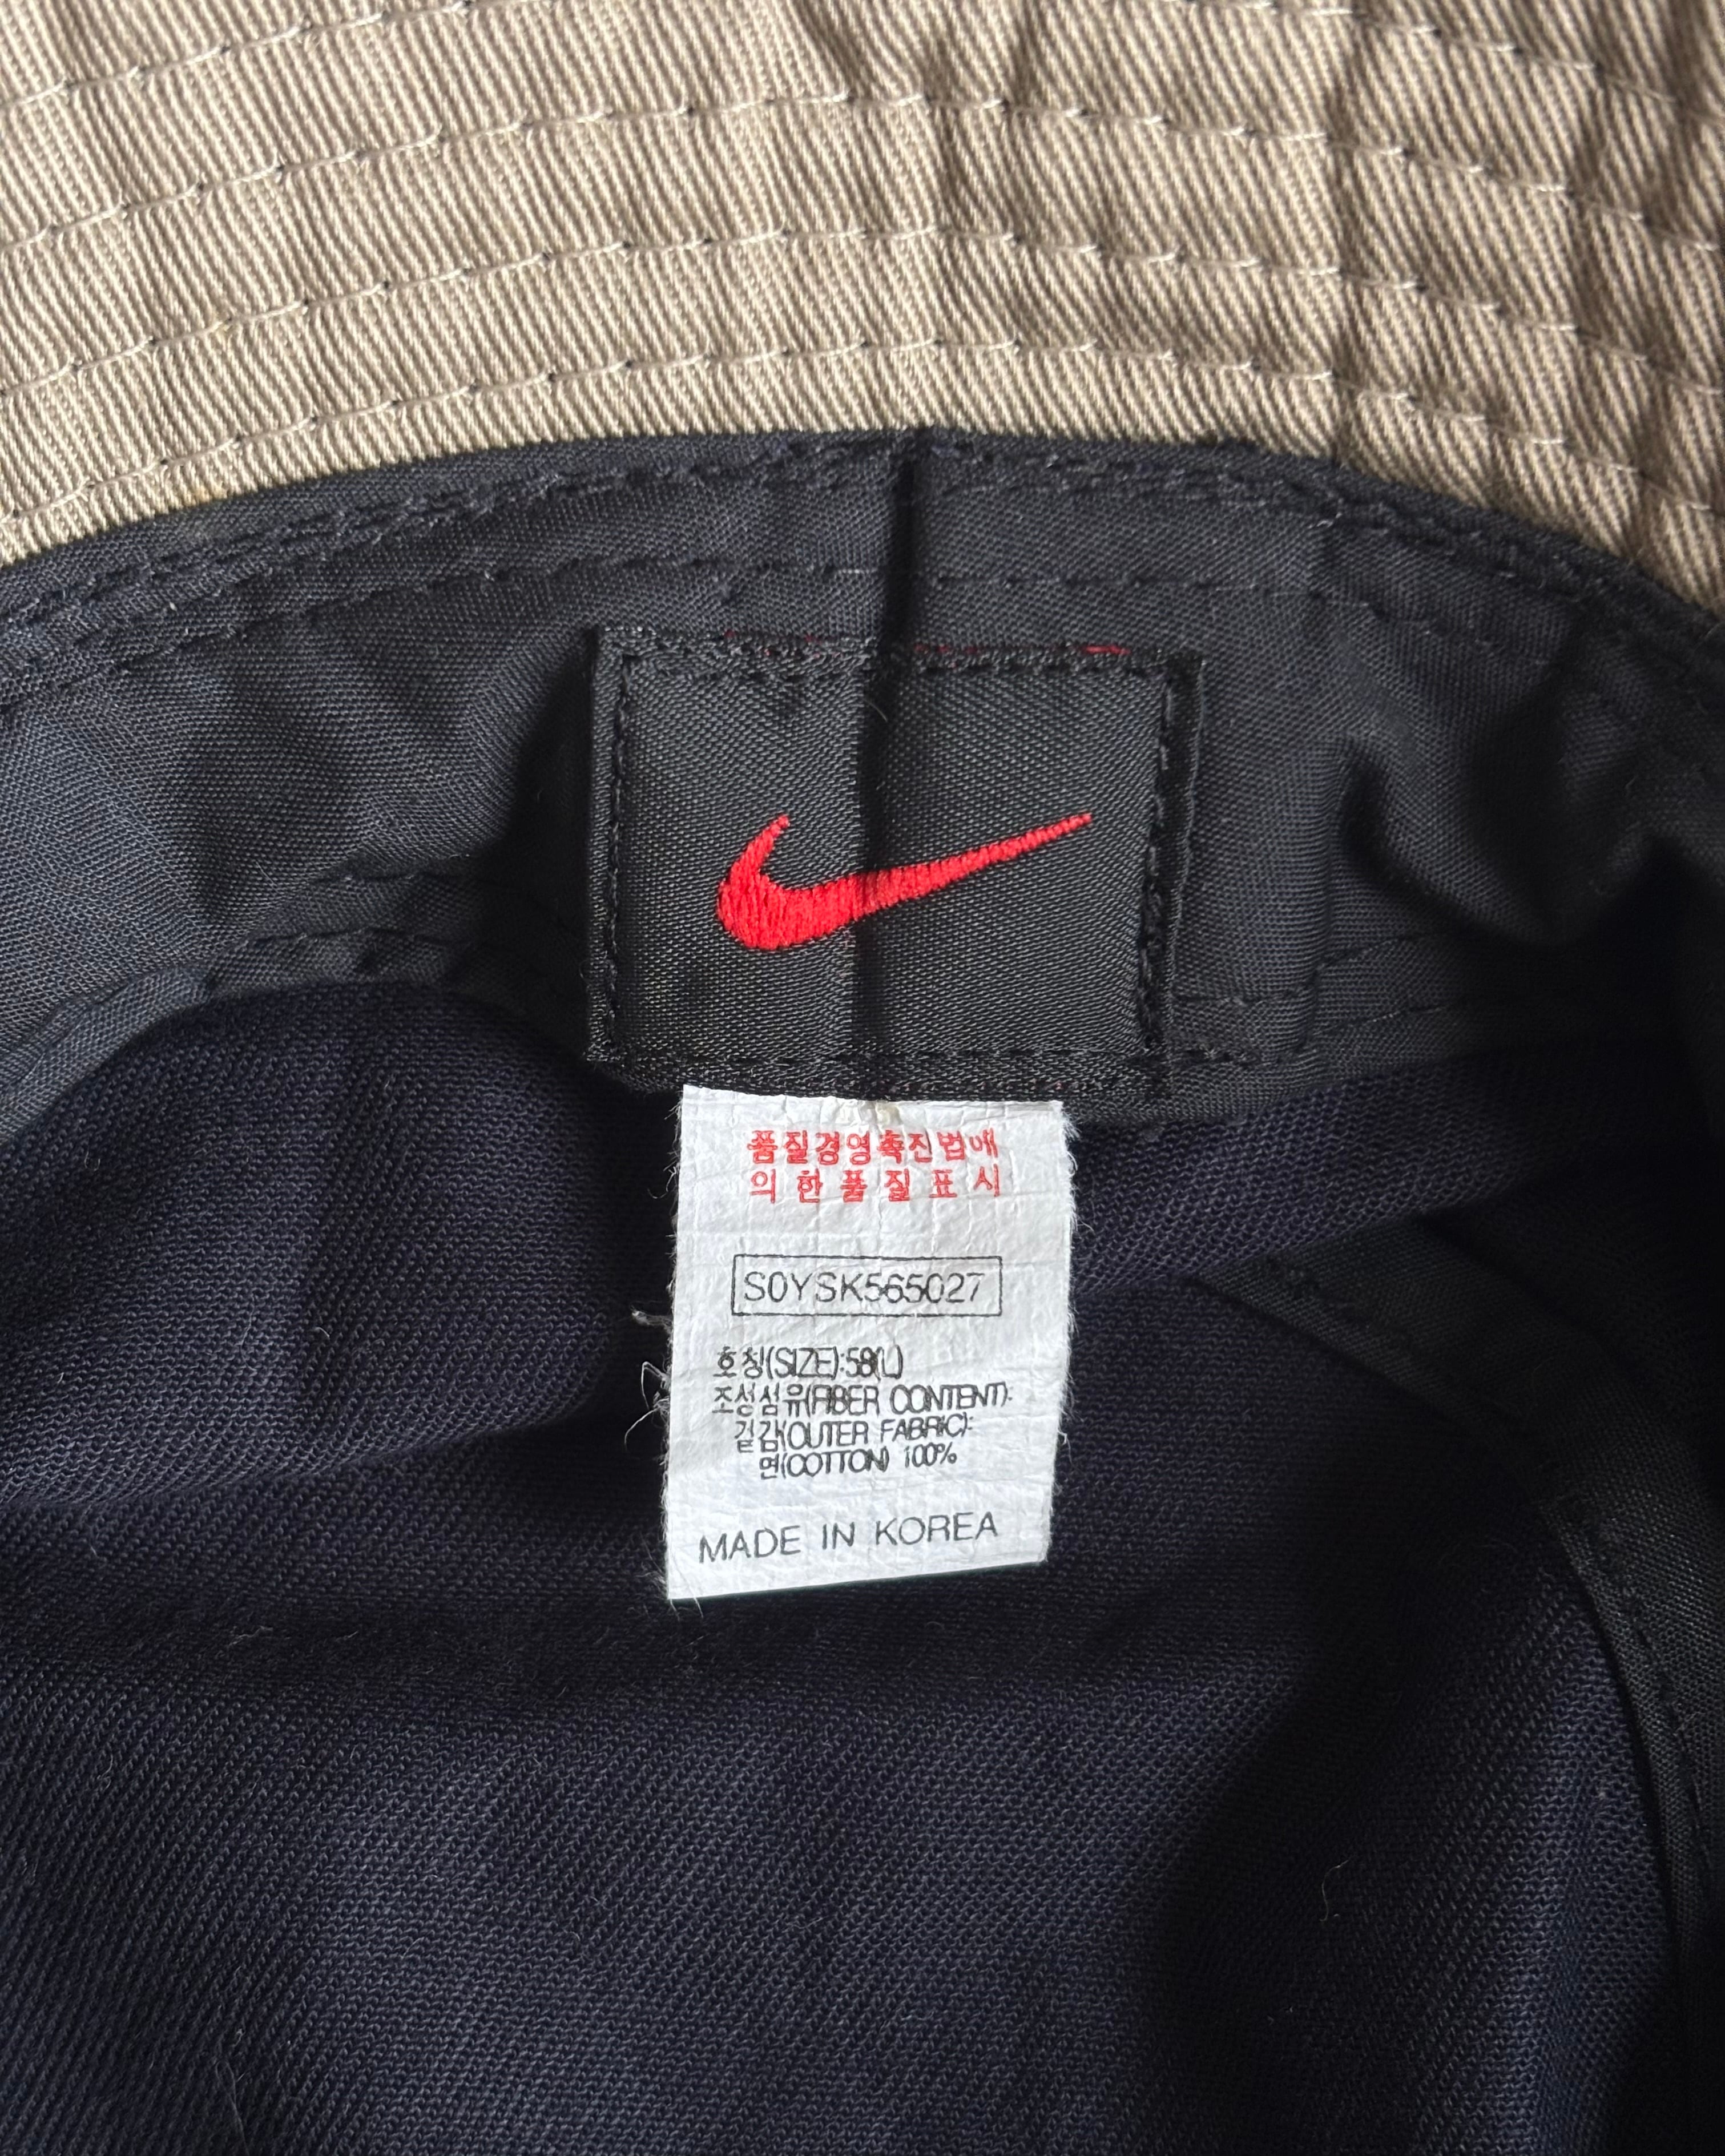 품질경영촉진법에
의한품질표시
S0YSK565027
호칭(SIZE):58(L)
조성섬유(FIBER CONTENT):
겉감(OUTER FABRIC):
면(COTTON) 100%
MADE IN KOREA